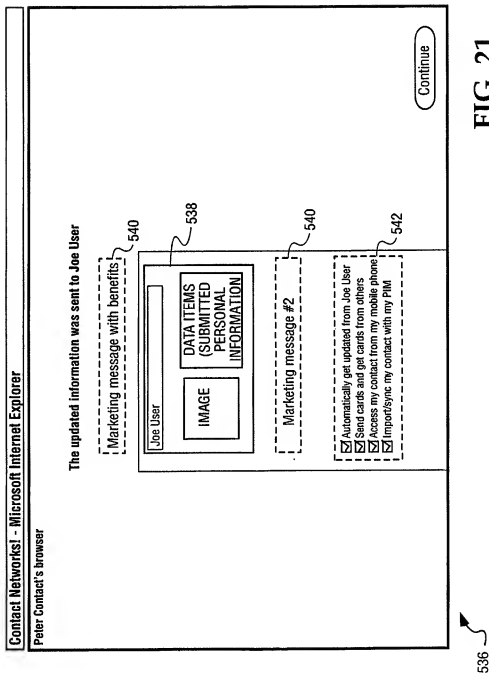 Contact Networks! - Microsoft Internet Explorer
Peter Contact's browser
The updated information was sent to Joe User
Marketing message with benefits
540
Joe User
538
IMAGE
DATA ITEMS
(SUBMITTED
PERSONAL
INFORMATION
Marketing message #2
540
Automatically get updated from Joe User
Send cards and get cards from others
Access my contact from my mobile phone
Import/sync my contact with my PIIM
542
Continue
536
FIG. 21